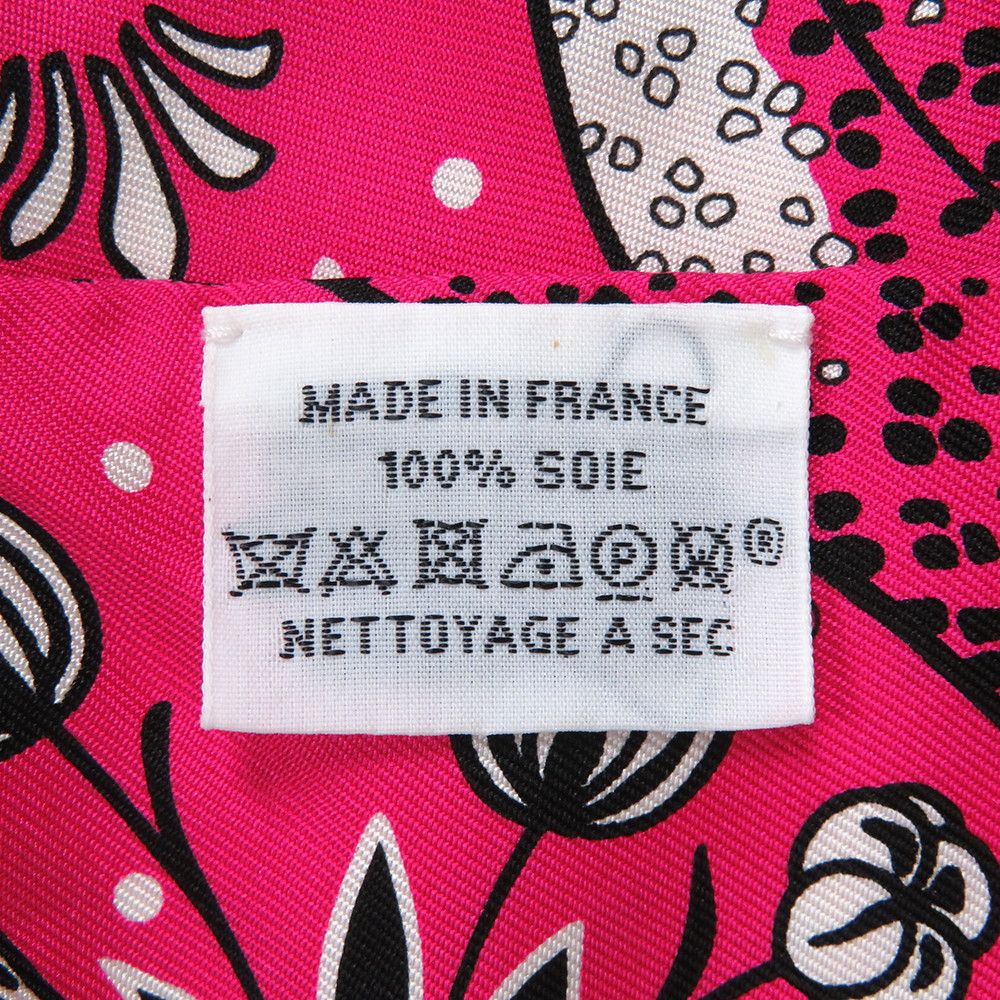 MADE IN FRANCE
100% SOIE
P ®
NETTOYAGE A SEC